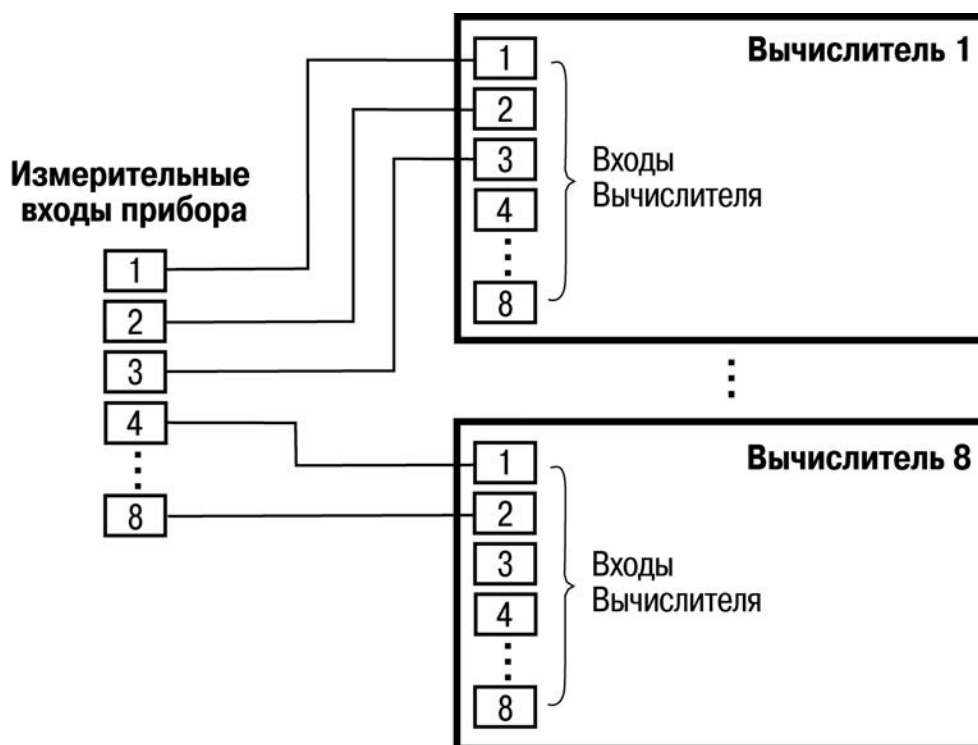 Измерительные
входы прибора
1
2
3
4
8
Вычислитель 1
1
2
3
4
8
Входы
Вычислителя
Вычислитель 8
1
2
3
4
8
Входы
Вычислителя